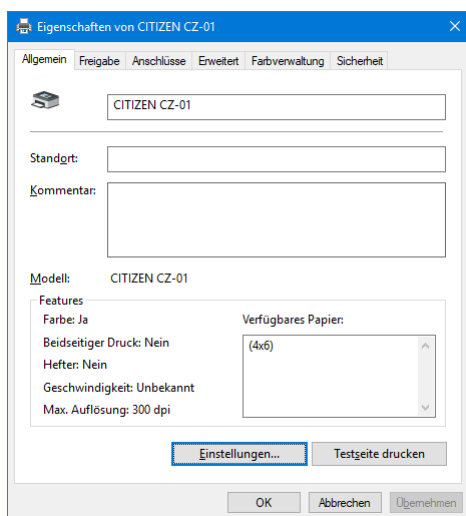 Eigenschaften von CITIZEN CZ-01
Allgemein Freigabe Anschlüsse Erweitert Farbverwaltung Sicherheit
CITIZEN CZ-01
Standort:
Kommentar:
Modell: CITIZEN CZ-01
Features
Farbe: Ja
Verfügbares Papier:
Beidseitiger Druck: Nein
(4x6)
Hefter: Nein
Geschwindigkeit: Unbekannt
Max. Auflösung: 300 dpi
Einstellungen... Testseite drucken
OK Abbrechen Übernehmen